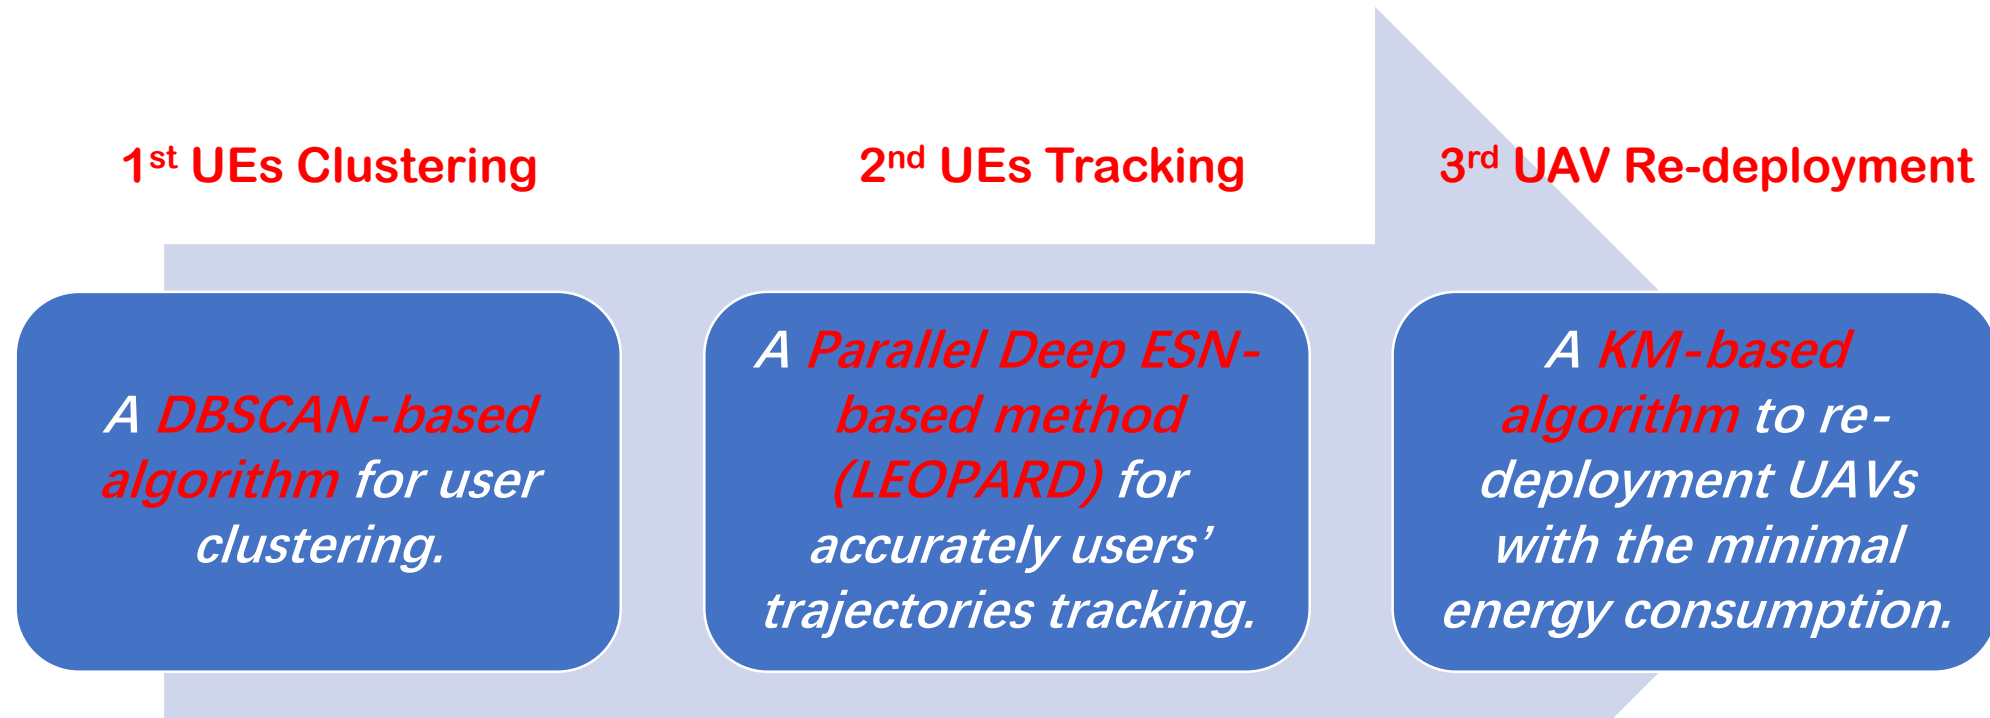 1st UEs Clustering
2nd UEs Tracking
3rd UAV Re-deployment
A DBSCAN-based
algorithm for user
clustering.
A Parallel Deep ESN-
based method
(LEOPARD) for
accurately users’
trajectories tracking.
A KM-based
algorithm to re-
deployment UAVs
with the minimal
energy consumption.